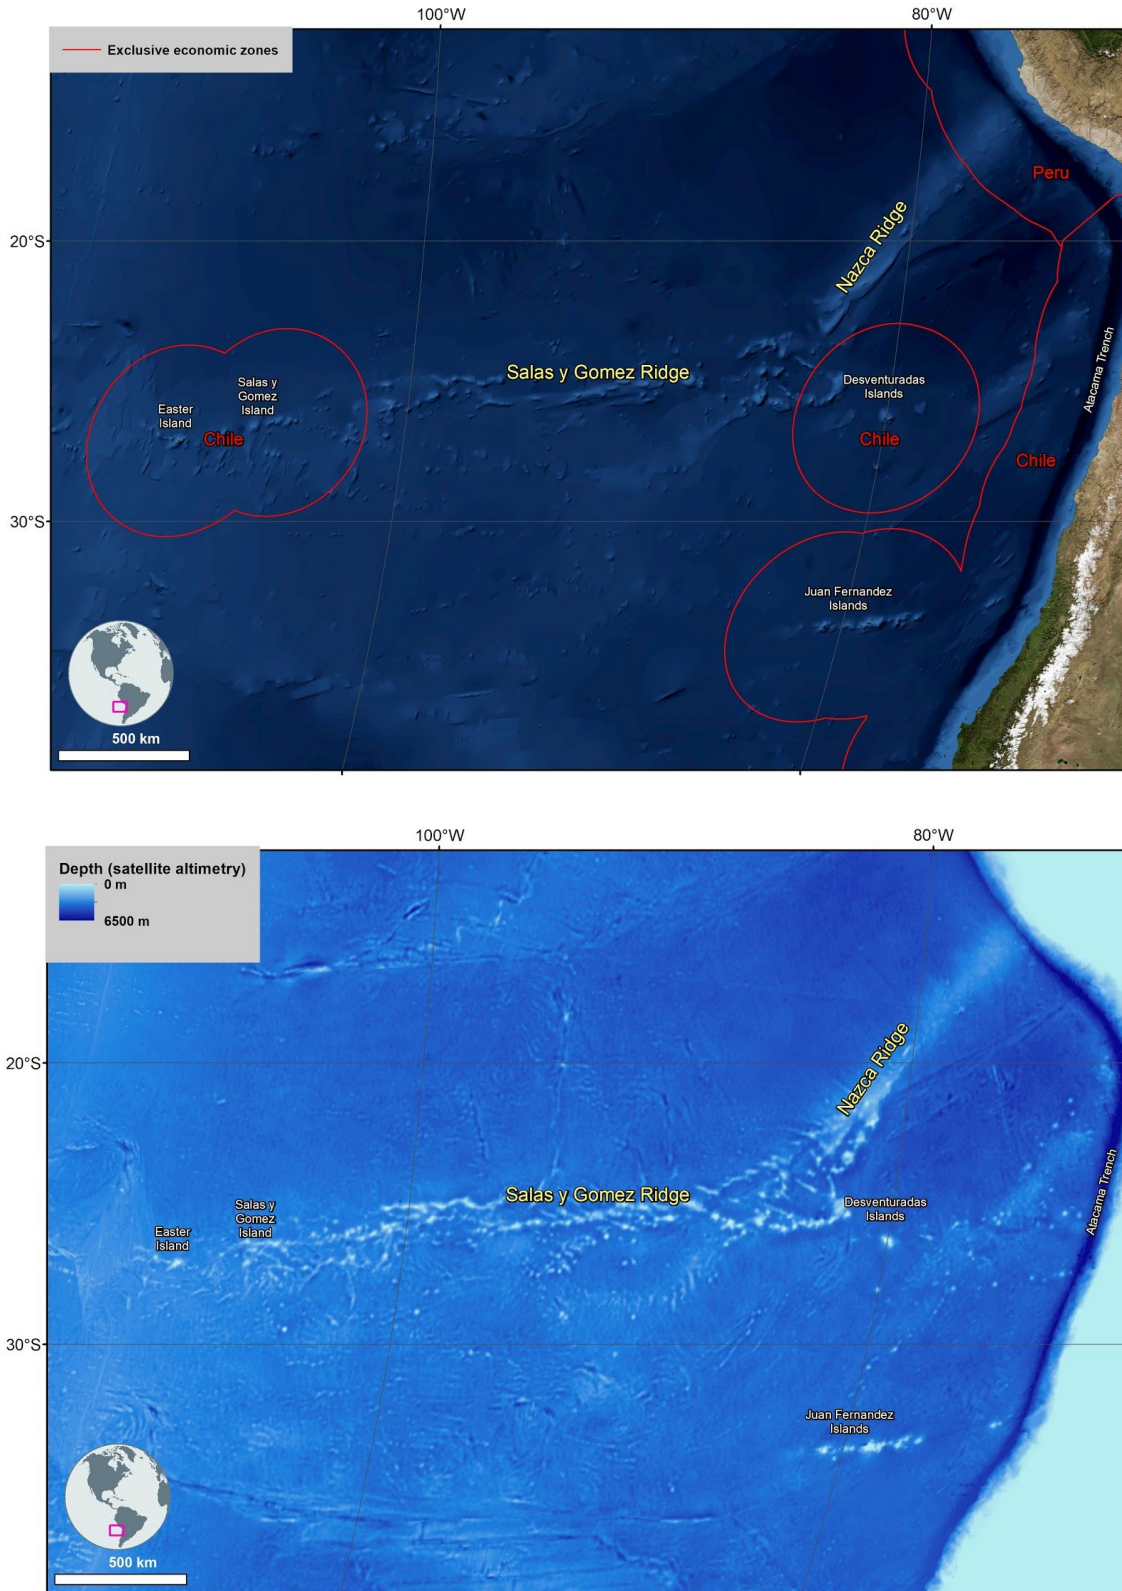 100°W
80°W
Exclusive economic zones
Peru
20°S
Nazca Ridge
Atacama Trench
Salas y Gomez Ridge
Salas y
Gomez
Island
Desventuradas
Islands
Easter
Island
Chile
Chile
Chile
30°S
Juan Fernandez
Islands
500 km
100°W
80°W
Depth (satellite altimetry)
0 m
6500 m
20°S
Nazca Ridge
Atacama Trench
Salas y Gomez Ridge
Salas y
Gomez
Island
Desventuradas
Islands
Easter
Island
30°S
Juan Fernandez
Islands
500 km